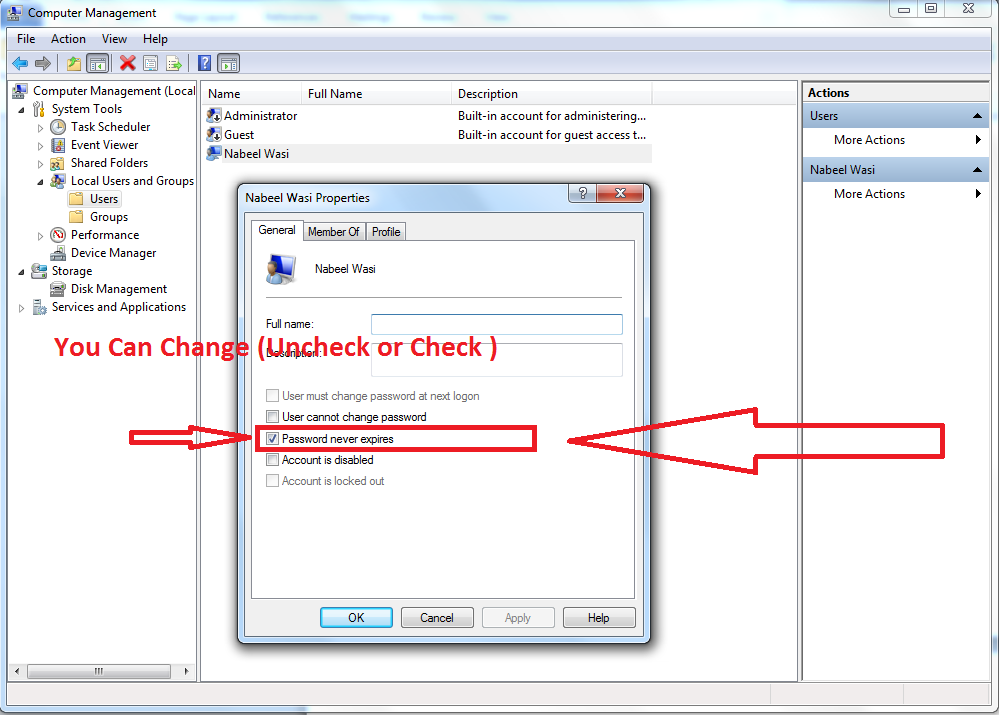 Computer Management
File Action View Help
Computer Management (Local
System Tools
Task Scheduler
Event Viewer
Shared Folders
Local Users and Groups
Users
Groups
Performance
Device Manager
Storage
Disk Management
Services and Applications
Name Full Name Description
Administrator Built-in account for administering...
Guest Built-in account for guest access t...
Nabeel Wasi
Actions
Users
More Actions
Nabeel Wasi
More Actions
Nabeel Wasi Properties
General Member Of Profile
Nabeel Wasi
Full name:
You Can Change (Uncheck or Check )
Description:
User must change password at next logon
User cannot change password
Password never expires
Account is disabled
Account is locked out
OK Cancel Apply Help